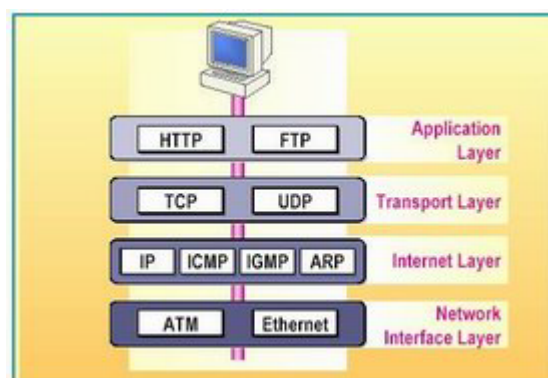 HTTP FTP
Application
Layer
TCP UDP
Transport Layer
IP ICMP IGMP ARP
Internet Layer
ATM Ethernet
Network
Interface Layer